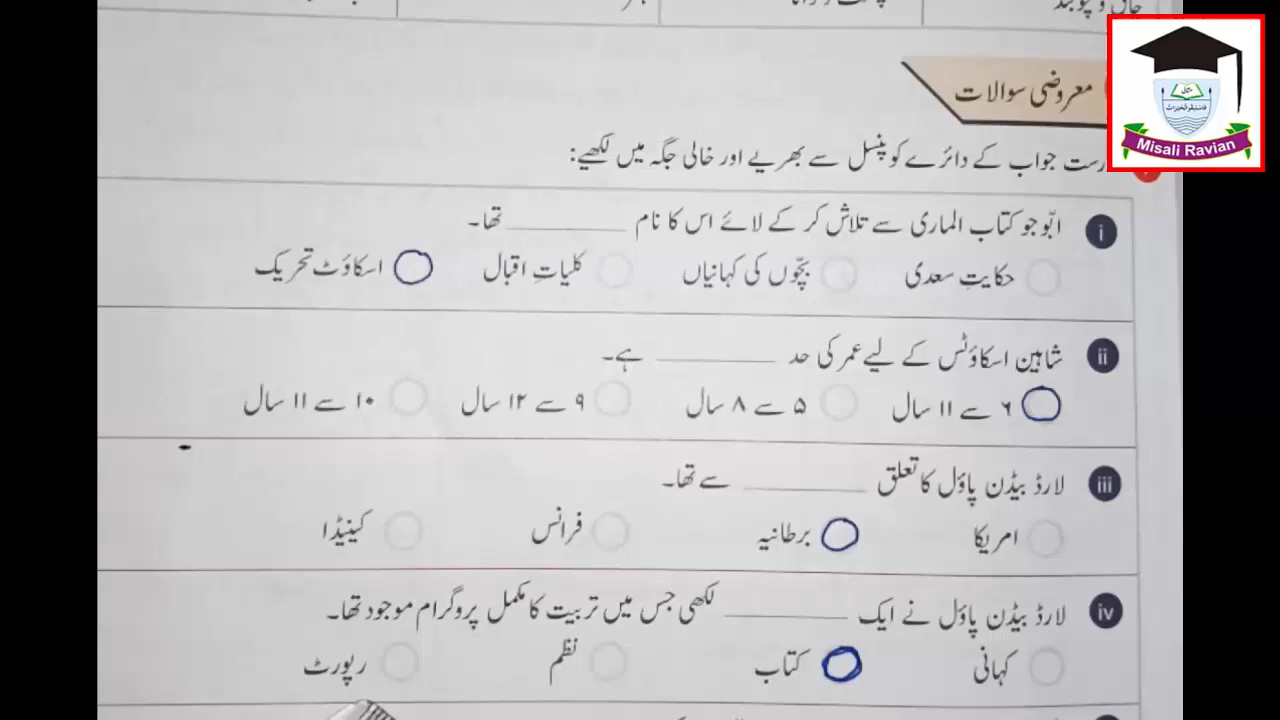 معروضی سوالات
Misali Ravian
جواب کے دائرے کو پنسل سے بھریے اور خالی جگہ میں لکھیے:
i ابّو جو کتاب الماری سے تلاش کر کے لائے اس کا نام ________ تھا۔
حکایتِ سعدی بچّوں کی کہانیاں کلیاتِ اقبال اسکاؤٹ تحریک
ii شاہین اسکاؤٹس کے لیے عمر کی حد ________ ہے۔
۶ سے ۱۱ سال ۵ سے ۸ سال ۹ سے ۱۲ سال ۱۰ سے ۱۱ سال
iii لارڈ بیڈن پاؤل کا تعلق ________ سے تھا۔
امریکا برطانیہ فرانس کینیڈا
iv لارڈ بیڈن پاؤل نے ایک ________ لکھی جس میں تربیت کا مکمل پروگرام موجود تھا۔
کہانی کتاب نظم رپورٹ